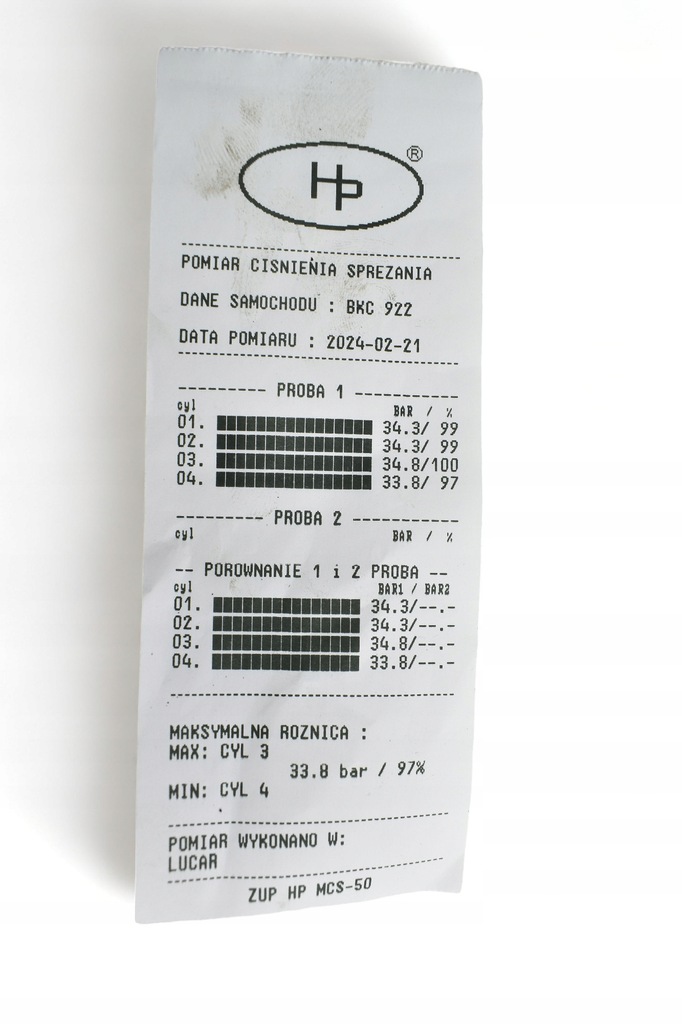 HP ®
POMIAR CISNIENIA SPREZANIA
DANE SAMOCHODU : BKC 922
DATA POMIARU : 2024-02-21
--------- PROBA 1 -----------
cyl BAR / %
01. 34.3/ 99
02. 34.3/ 99
03. 34.8/100
04. 33.8/ 97
--------- PROBA 2 -----------
cyl BAR / %
-- POROWNANIE 1 i 2 PROBA --
cyl BAR1 / BAR2
01. 34.3/--.-
02. 34.3/--.-
03. 34.8/--.-
04. 33.8/--.-
MAKSYMALNA ROZNICA :
MAX: CYL 3
33.8 bar / 97%
MIN: CYL 4
POMIAR WYKONANO W:
LUCAR
ZUP HP MCS-50